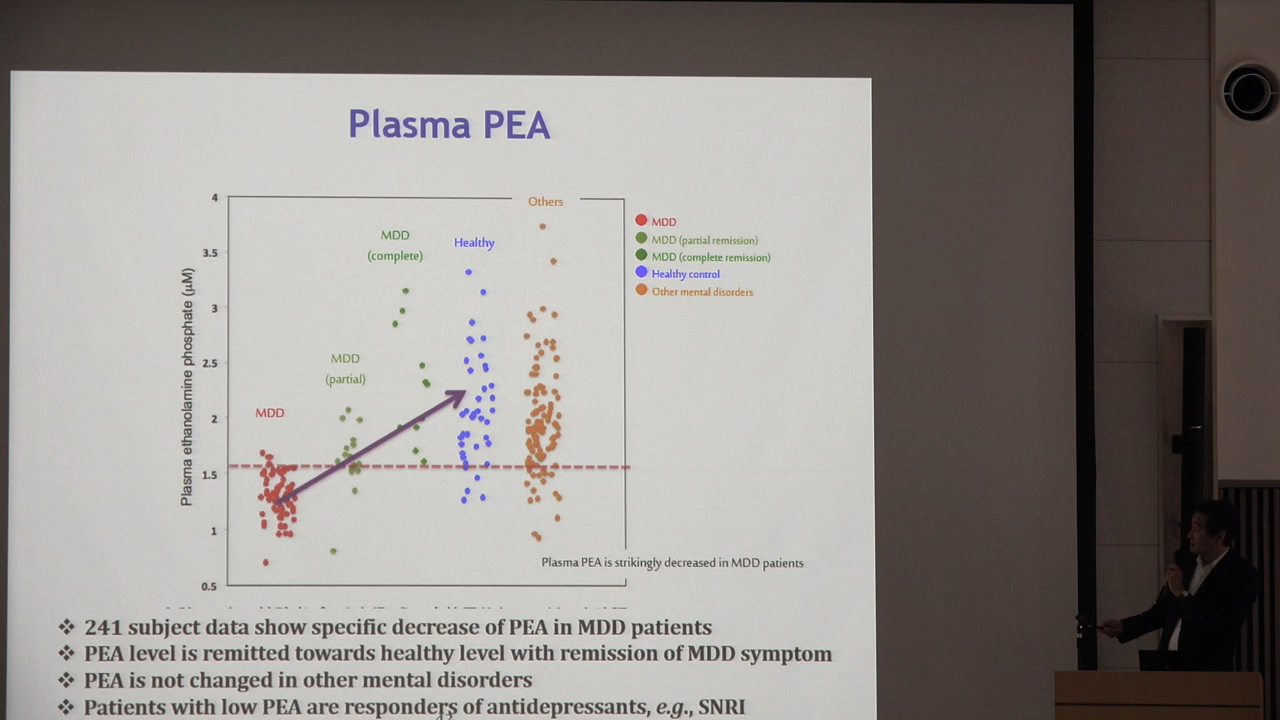 Plasma PEA
4
3.5
3
2.5
2
1.5
1
0.5
Plasma ethanolamine phosphate (μM)
MDD
MDD
(partial)
MDD
(complete)
Healthy
Others
MDD
MDD (partial remission)
MDD (complete remission)
Healthy control
Other mental disorders
Plasma PEA is strikingly decreased in MDD patients
❖ 241 subject data show specific decrease of PEA in MDD patients
❖ PEA level is remitted towards healthy level with remission of MDD symptom
❖ PEA is not changed in other mental disorders
❖ Patients with low PEA are responders of antidepressants, e.g., SNRI